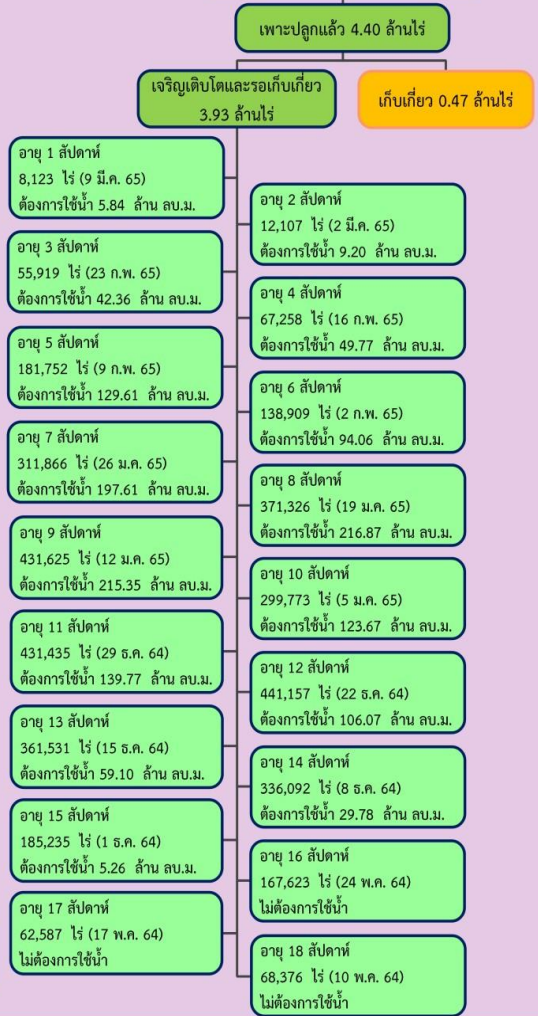 เพาะปลูกแล้ว 4.40 ล้านไร่
เจริญเติบโตและรอเก็บเกี่ยว
3.93 ล้านไร่
เก็บเกี่ยว 0.47 ล้านไร่
อายุ 1 สัปดาห์
8,123 ไร่ (9 มี.ค. 65)
ต้องการใช้น้ำ 5.84 ล้าน ลบ.ม.
อายุ 2 สัปดาห์
12,107 ไร่ (2 มี.ค. 65)
ต้องการใช้น้ำ 9.20 ล้าน ลบ.ม.
อายุ 3 สัปดาห์
55,919 ไร่ (23 ก.พ. 65)
ต้องการใช้น้ำ 42.36 ล้าน ลบ.ม.
อายุ 4 สัปดาห์
67,258 ไร่ (16 ก.พ. 65)
ต้องการใช้น้ำ 49.77 ล้าน ลบ.ม.
อายุ 5 สัปดาห์
181,752 ไร่ (9 ก.พ. 65)
ต้องการใช้น้ำ 129.61 ล้าน ลบ.ม.
อายุ 6 สัปดาห์
138,909 ไร่ (2 ก.พ. 65)
ต้องการใช้น้ำ 94.06 ล้าน ลบ.ม.
อายุ 7 สัปดาห์
311,866 ไร่ (26 ม.ค. 65)
ต้องการใช้น้ำ 197.61 ล้าน ลบ.ม.
อายุ 8 สัปดาห์
371,326 ไร่ (19 ม.ค. 65)
ต้องการใช้น้ำ 216.87 ล้าน ลบ.ม.
อายุ 9 สัปดาห์
431,625 ไร่ (12 ม.ค. 65)
ต้องการใช้น้ำ 215.35 ล้าน ลบ.ม.
อายุ 10 สัปดาห์
299,773 ไร่ (5 ม.ค. 65)
ต้องการใช้น้ำ 123.67 ล้าน ลบ.ม.
อายุ 11 สัปดาห์
431,435 ไร่ (29 ธ.ค. 64)
ต้องการใช้น้ำ 139.77 ล้าน ลบ.ม.
อายุ 12 สัปดาห์
441,157 ไร่ (22 ธ.ค. 64)
ต้องการใช้น้ำ 106.07 ล้าน ลบ.ม.
อายุ 13 สัปดาห์
361,531 ไร่ (15 ธ.ค. 64)
ต้องการใช้น้ำ 59.10 ล้าน ลบ.ม.
อายุ 14 สัปดาห์
336,092 ไร่ (8 ธ.ค. 64)
ต้องการใช้น้ำ 29.78 ล้าน ลบ.ม.
อายุ 15 สัปดาห์
185,235 ไร่ (1 ธ.ค. 64)
ต้องการใช้น้ำ 5.26 ล้าน ลบ.ม.
อายุ 16 สัปดาห์
167,623 ไร่ (24 พ.ค. 64)
ไม่ต้องการใช้น้ำ
อายุ 17 สัปดาห์
62,587 ไร่ (17 พ.ค. 64)
ไม่ต้องการใช้น้ำ
อายุ 18 สัปดาห์
68,376 ไร่ (10 พ.ค. 64)
ไม่ต้องการใช้น้ำ